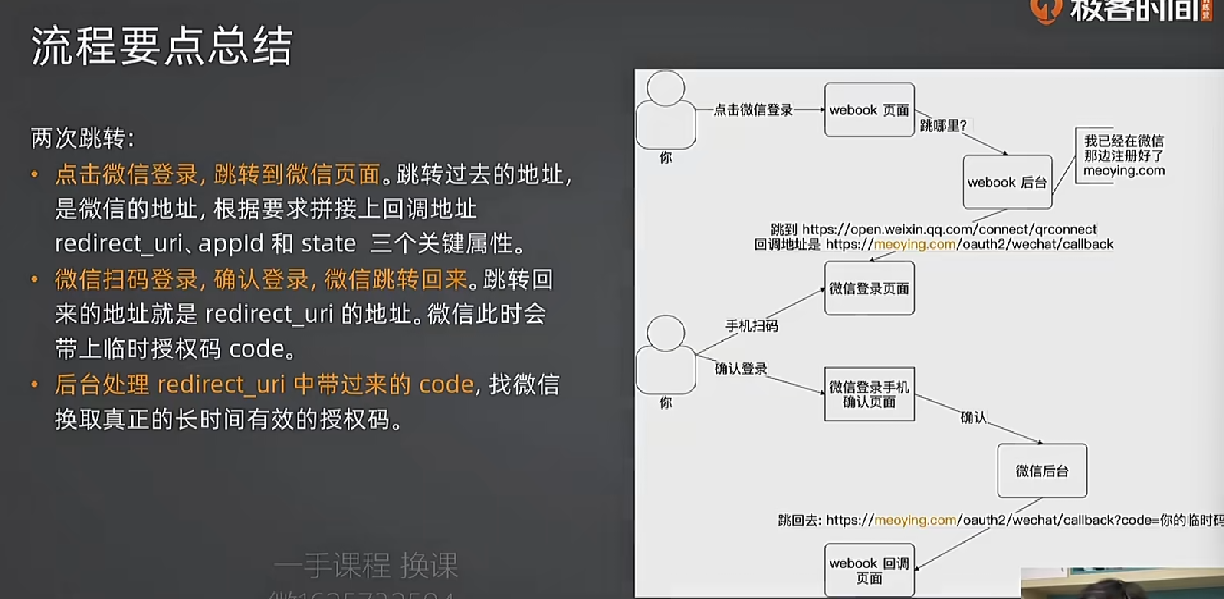 极客时间
流程要点总结
两次跳转:
• 点击微信登录, 跳转到微信页面。跳转过去的地址,
是微信的地址, 根据要求拼接上回调地址
redirect_uri、appId 和 state 三个关键属性。
• 微信扫码登录, 确认登录, 微信跳转回来。跳转回
来的地址就是 redirect_uri 的地址。微信此时会
带上临时授权码 code。
• 后台处理 redirect_uri 中带过来的 code, 找微信
换取真正的长时间有效的授权码。
点击微信登录
webook 页面
你
跳哪里?
我已经在微信
那边注册好了
meoying.com
webook 后台
跳到 https://open.weixin.qq.com/connect/qrconnect
回调地址是 https://meoying.com/oauth2/wechat/callback
微信登录页面
手机扫码
确认登录
你
微信登录手机
确认页面
确认
微信后台
跳回去: https://meoying.com/oauth2/wechat/callback?code=你的临时码
webook 回调
页面
一手课程 换课